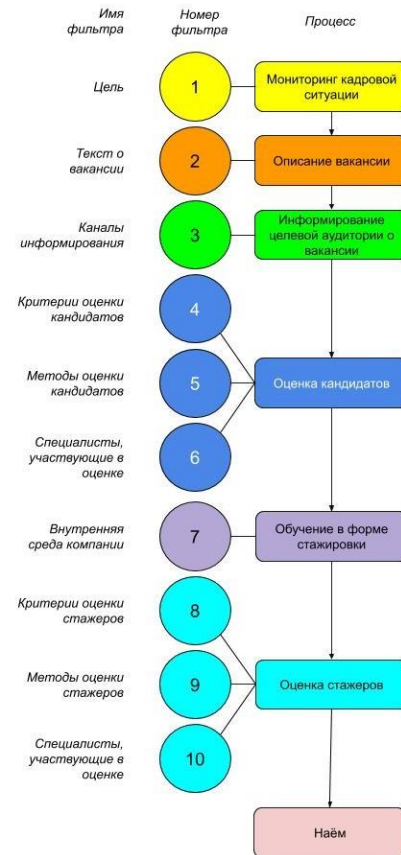 Имя
фильтра
Номер
фильтра
Процесс
Цель
1
Мониторинг кадровой
ситуации
Текст о
вакансии
2
Описание вакансии
Каналы
информирования
3
Информирование
целевой аудитории о
вакансии
Критерии оценки
кандидатов
4
Методы оценки
кандидатов
5
Оценка кандидатов
Специалисты,
участвующие в
оценке
6
Внутренняя
среда компании
7
Обучение в форме
стажировки
Критерии оценки
стажеров
8
Методы оценки
стажеров
9
Оценка стажеров
Специалисты,
участвующие в
оценке
10
Наём